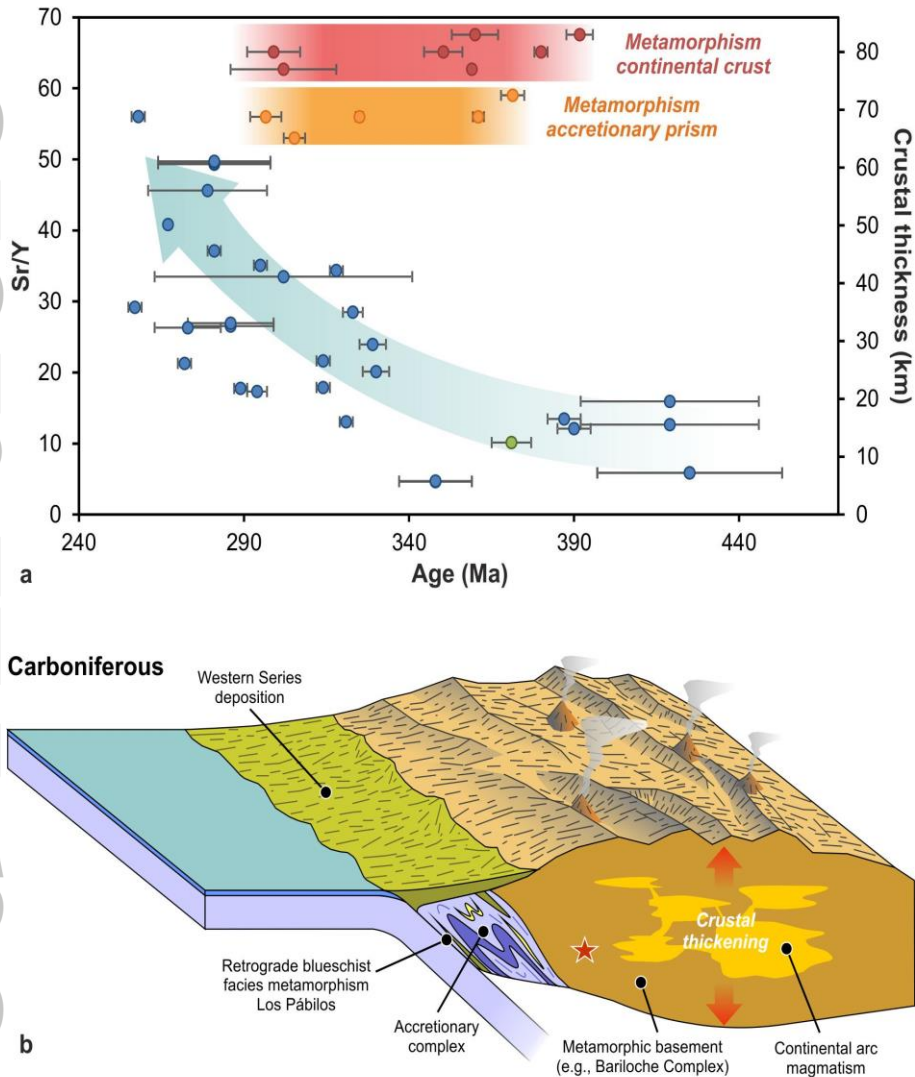 70
60
50
40
30
20
10
0
Sr/Y
Metamorphism
continental crust
Metamorphism
accretionary prism
80
70
60
50
40
30
20
10
0
Crustal thickness (km)
240
290
340
390
440
Age (Ma)
a
Carboniferous
Western Series
deposition
Crustal
thickening
Retrograde blueschist
facies metamorphism
Los Pábilos
Accretionary
complex
Metamorphic basement
(e.g., Bariloche Complex)
Continental arc
magmatism
b